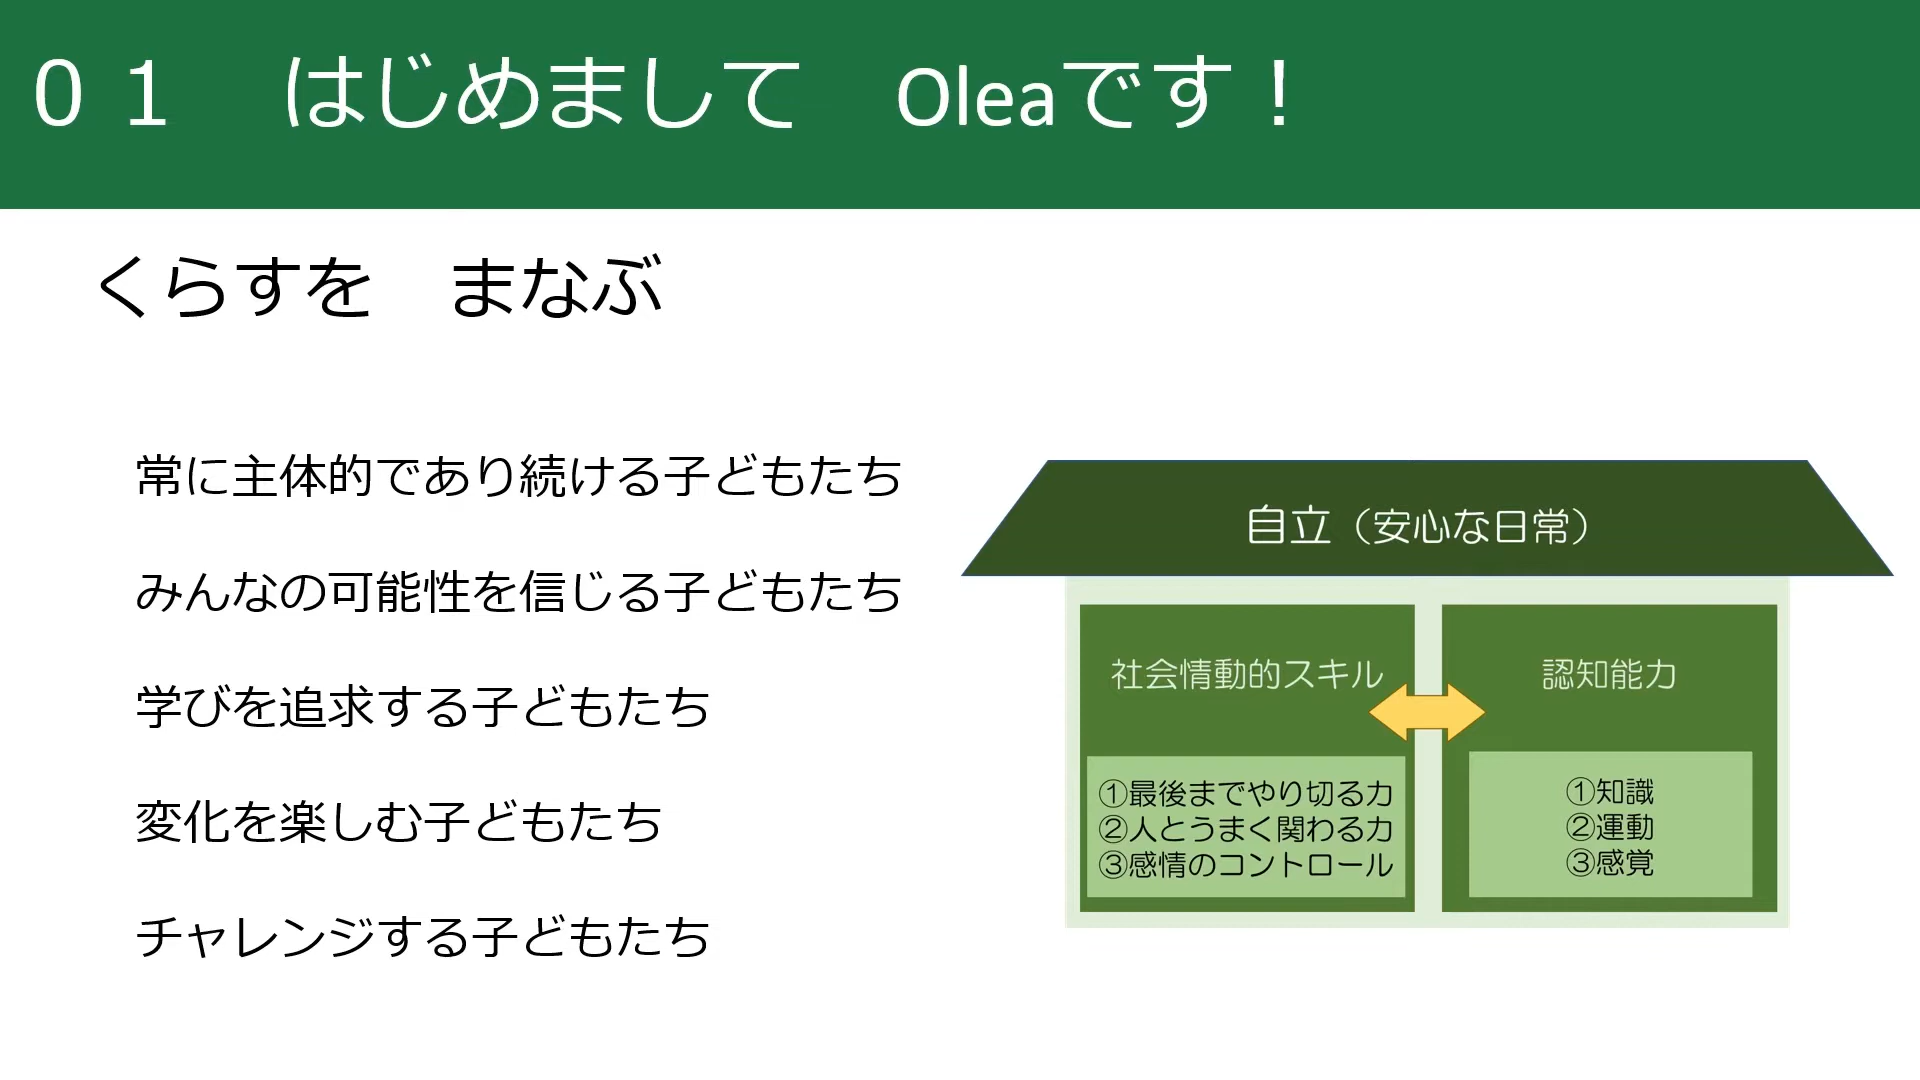 ０１　はじめまして　Oleaです！
くらすを　まなぶ
常に主体的であり続ける子どもたち
みんなの可能性を信じる子どもたち
学びを追求する子どもたち
変化を楽しむ子どもたち
チャレンジする子どもたち
自立（安心な日常）
社会情動的スキル
①最後までやり切る力
②人とうまく関わる力
③感情のコントロール
認知能力
①知識
②運動
③感覚